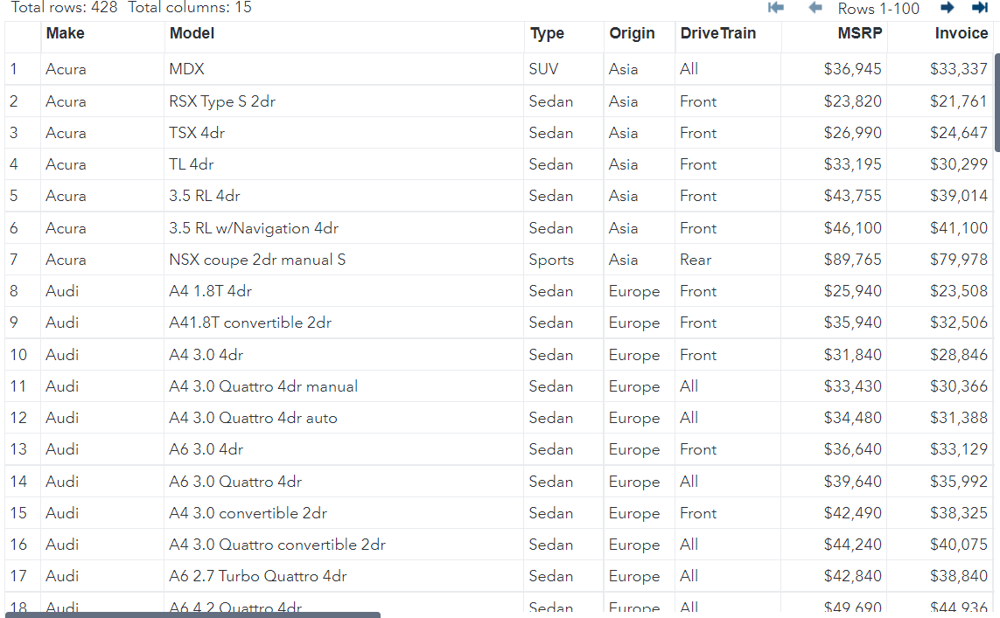 Total rows: 428 Total columns: 15 Rows 1-100
Make Model Type Origin DriveTrain MSRP Invoice
1 Acura MDX SUV Asia All $36,945 $33,337
2 Acura RSX Type S 2dr Sedan Asia Front $23,820 $21,761
3 Acura TSX 4dr Sedan Asia Front $26,990 $24,647
4 Acura TL 4dr Sedan Asia Front $33,195 $30,299
5 Acura 3.5 RL 4dr Sedan Asia Front $43,755 $39,014
6 Acura 3.5 RL w/Navigation 4dr Sedan Asia Front $46,100 $41,100
7 Acura NSX coupe 2dr manual S Sports Asia Rear $89,765 $79,978
8 Audi A4 1.8T 4dr Sedan Europe Front $25,940 $23,508
9 Audi A41.8T convertible 2dr Sedan Europe Front $35,940 $32,506
10 Audi A4 3.0 4dr Sedan Europe Front $31,840 $28,846
11 Audi A4 3.0 Quattro 4dr manual Sedan Europe All $33,430 $30,366
12 Audi A4 3.0 Quattro 4dr auto Sedan Europe All $34,480 $31,388
13 Audi A6 3.0 4dr Sedan Europe Front $36,640 $33,129
14 Audi A6 3.0 Quattro 4dr Sedan Europe All $39,640 $35,992
15 Audi A4 3.0 convertible 2dr Sedan Europe Front $42,490 $38,325
16 Audi A4 3.0 Quattro convertible 2dr Sedan Europe All $44,240 $40,075
17 Audi A6 2.7 Turbo Quattro 4dr Sedan Europe All $42,840 $38,840
18 Audi A6 4.2 Quattro 4dr Sedan Europe All $49,690 $44,936